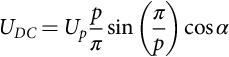 U_{DC} = U_p \frac{p}{\pi} \sin\left(\frac{\pi}{p}\right) \cos\alpha